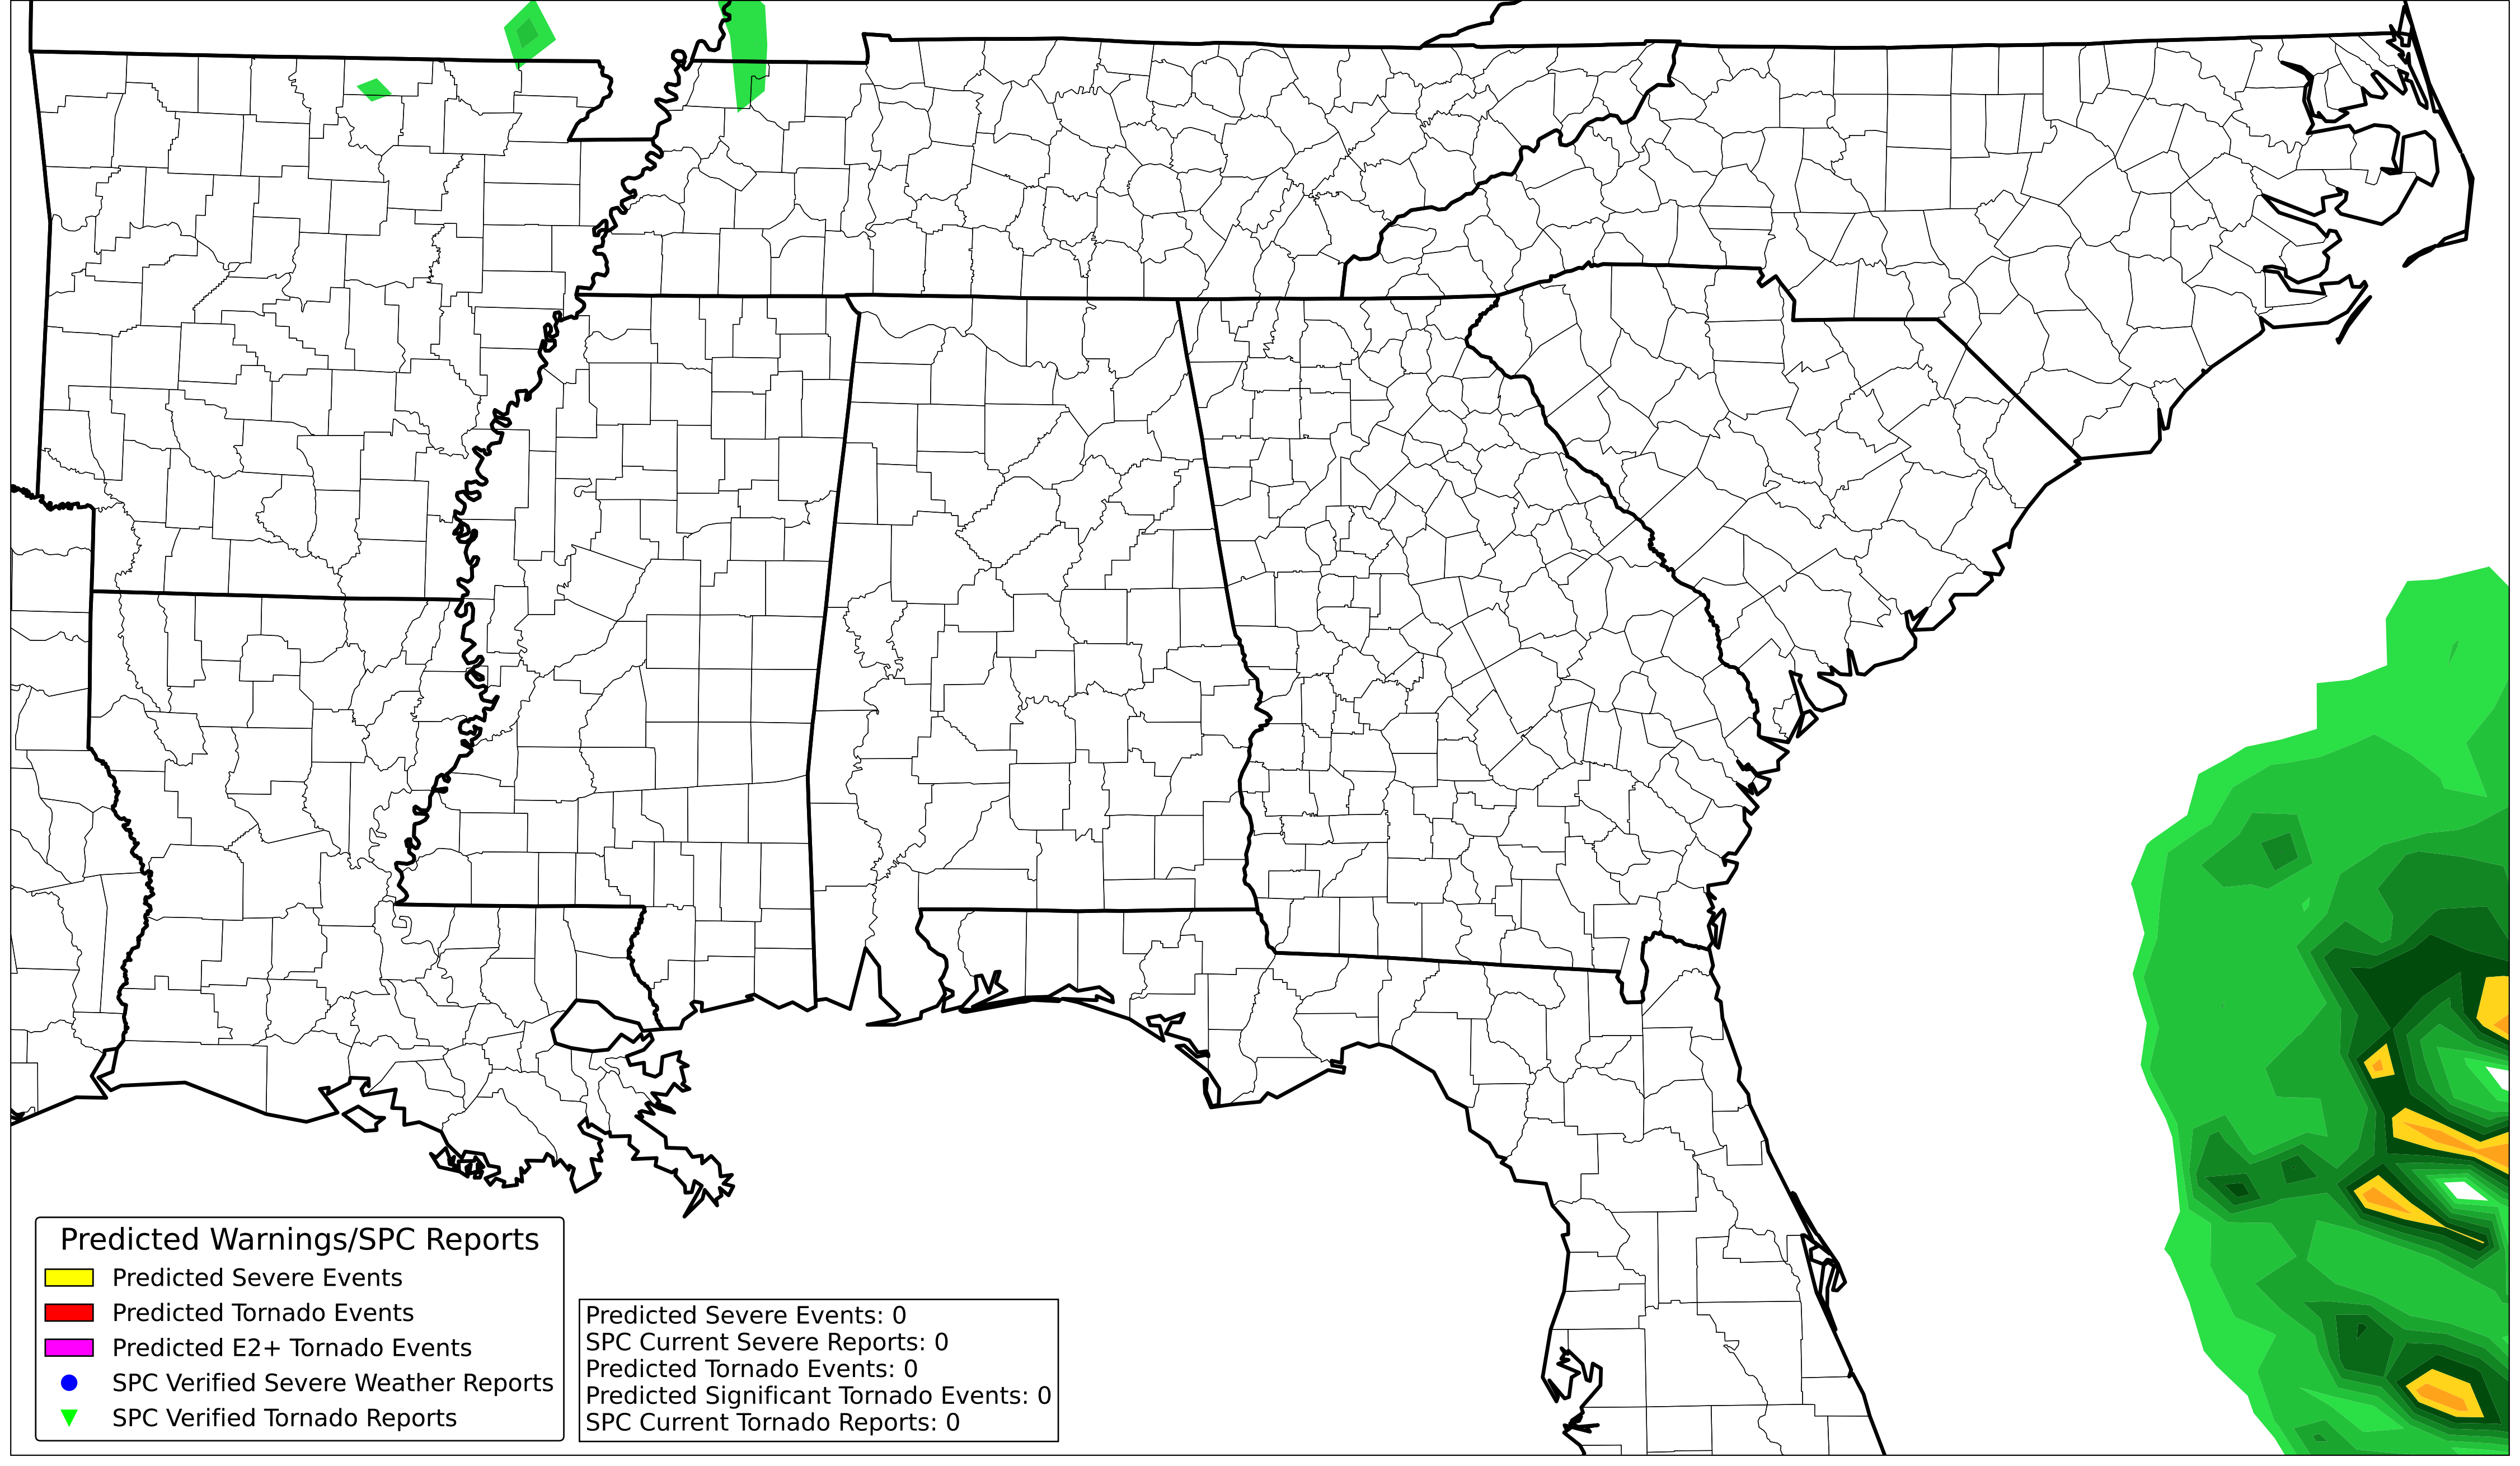 Predicted Warnings/SPC Reports
Predicted Severe Events
Predicted Tornado Events
Predicted E2+ Tornado Events
SPC Verified Severe Weather Reports
SPC Verified Tornado Reports
Predicted Severe Events: 0
SPC Current Severe Reports: 0
Predicted Tornado Events: 0
Predicted Significant Tornado Events: 0
SPC Current Tornado Reports: 0